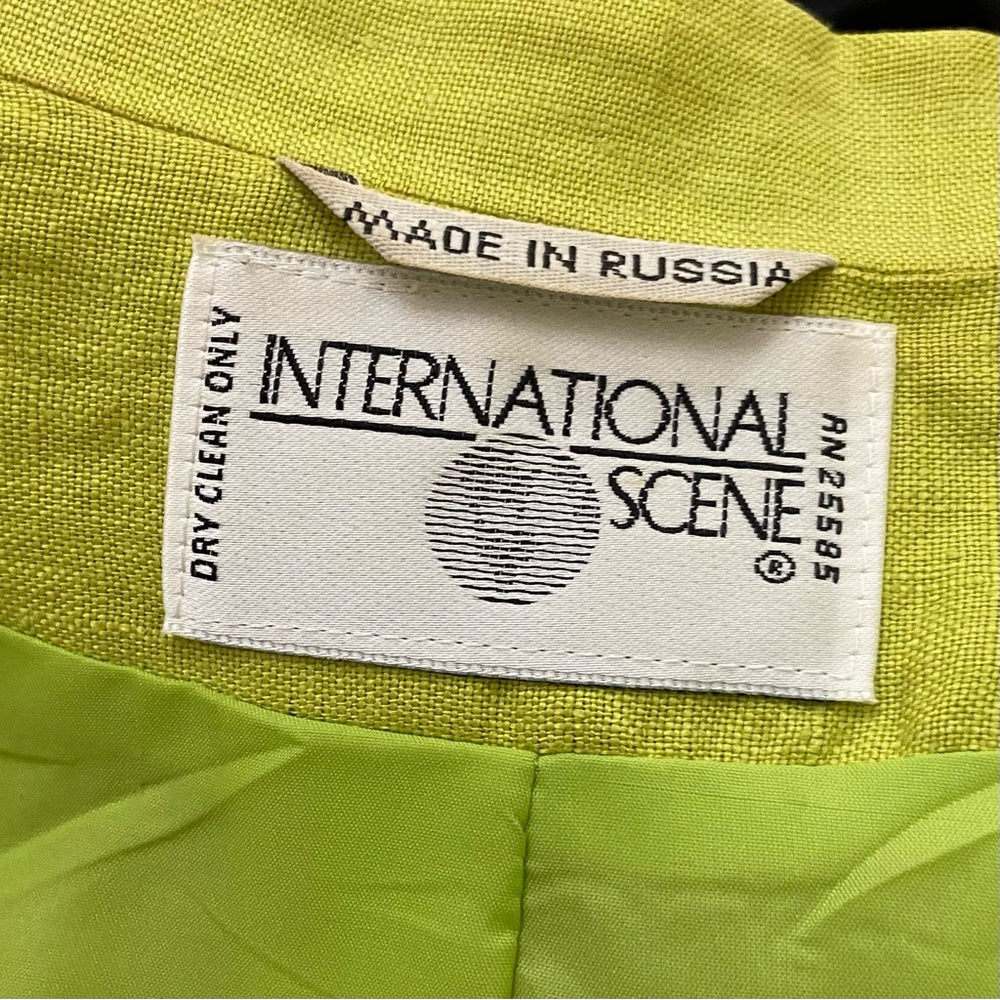 MADE IN RUSSIA
DRY CLEAN ONLY
INTERNATIONAL
SCENE
®
RN 25585